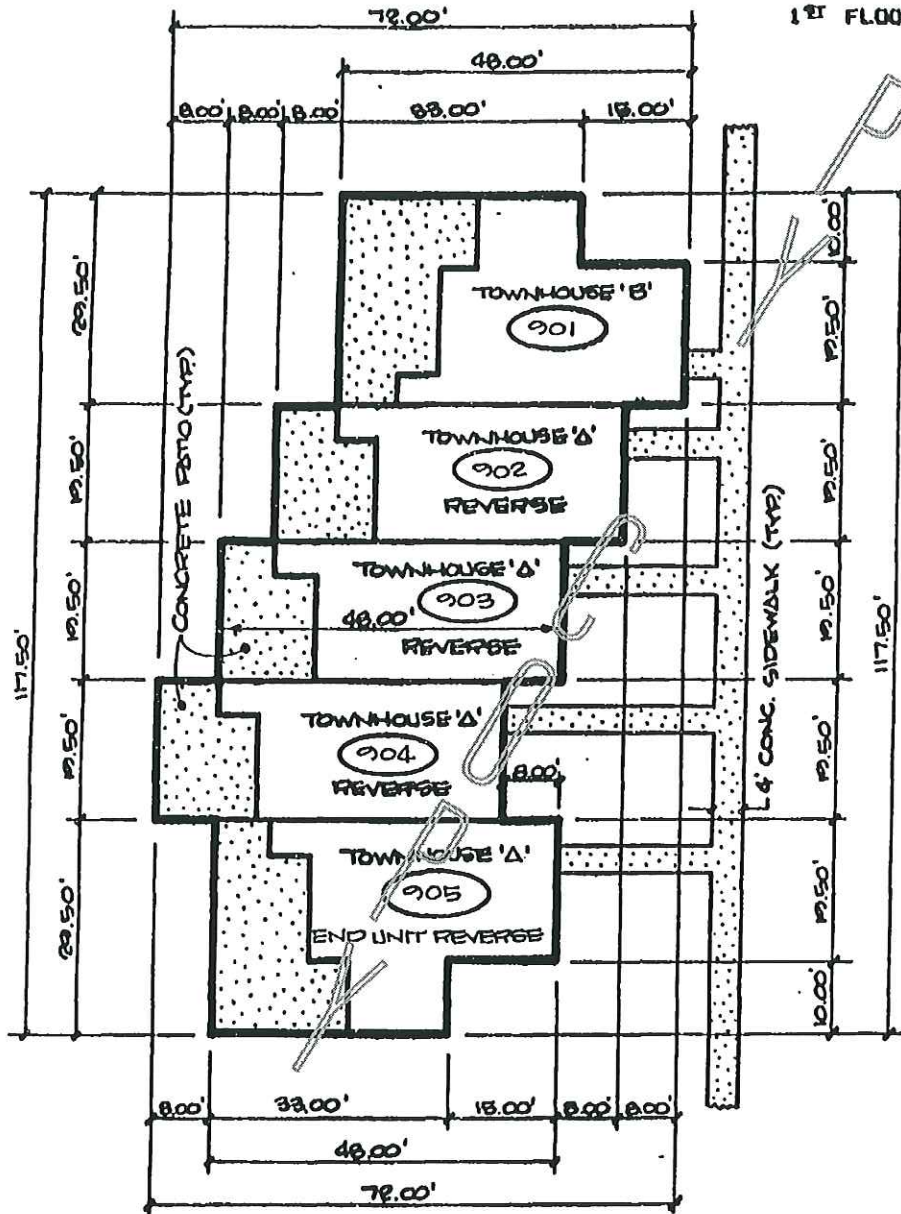 1ST FLOO
72.00'
48.00'
8.00' 8.00' 8.00' 33.00' 15.00'
10.00'
29.50'
TOWNHOUSE 'B'
901
19.50'
117.50'
CONCRETE PATIO (TYP.)
19.50'
TOWNHOUSE 'A'
902
REVERSE
19.50'
4' CONC. SIDEWALK (TYP.)
19.50'
TOWNHOUSE 'A'
903
48.00'
REVERSE
19.50'
117.50'
19.50'
TOWNHOUSE 'A'
904
REVERSE
8.00'
19.50'
29.50'
TOWNHOUSE 'A'
905
END UNIT REVERSE
19.50'
10.00'
8.00' 33.00' 15.00' 8.00' 8.00'
48.00'
72.00'